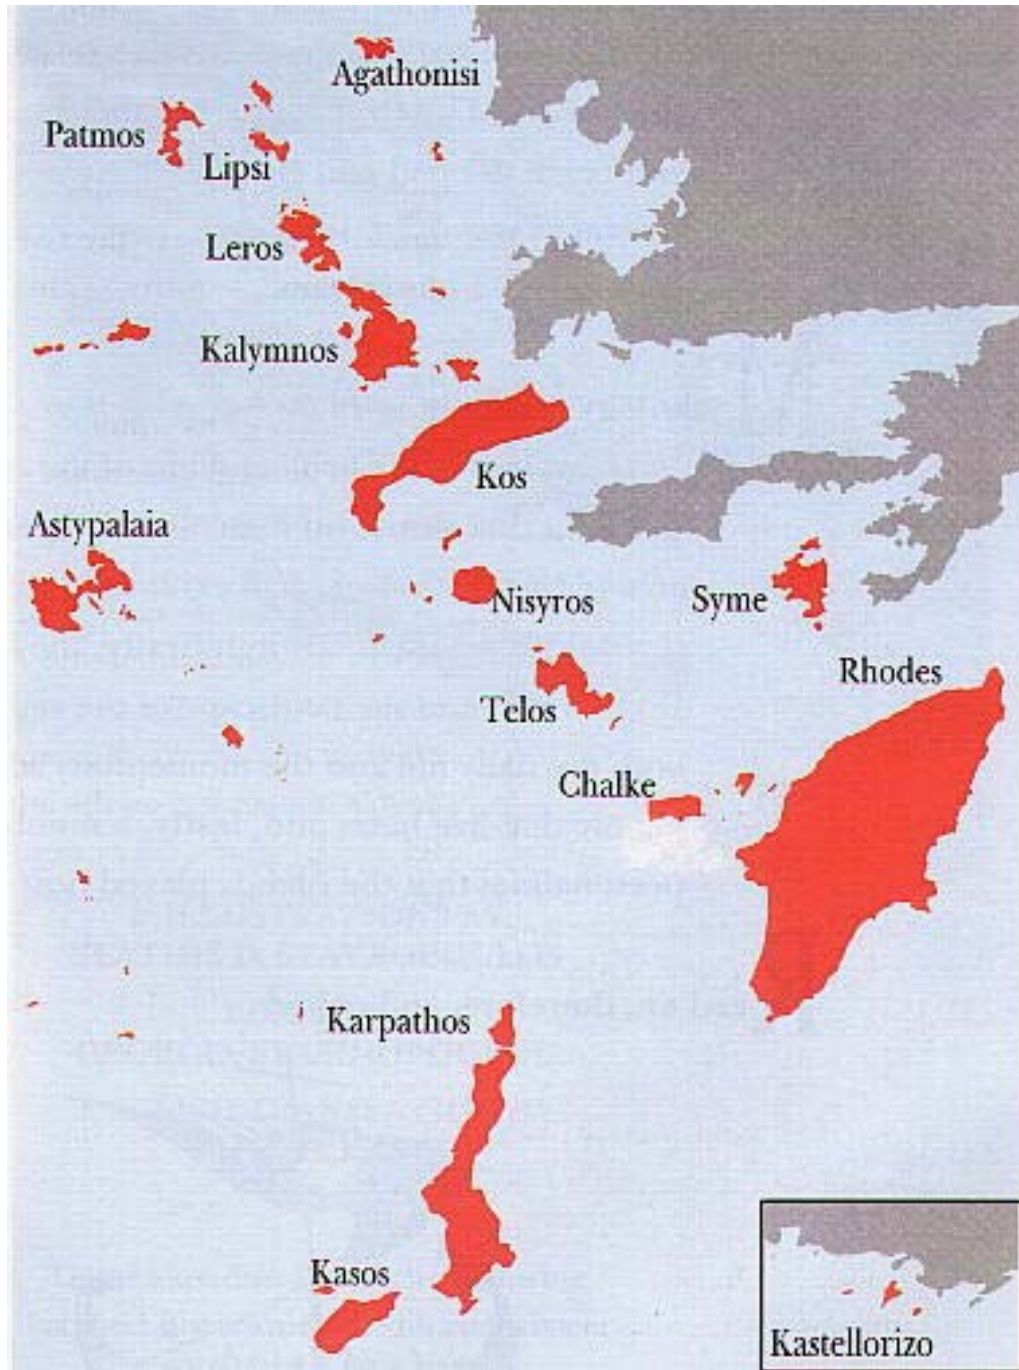 Agathonisi
Patmos
Lipsi
Leros
Kalymnos
Kos
Astypalaia
Nisyros
Syme
Rhodes
Telos
Chalke
Karpathos
Kasos
Kastellorizo